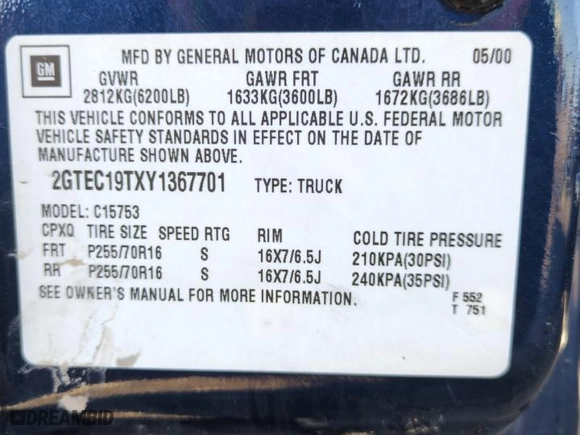 GM
MFD BY GENERAL MOTORS OF CANADA LTD. 05/00
GVWR GAWR FRT GAWR RR
2812KG(6200LB) 1633KG(3600LB) 1672KG(3686LB)
THIS VEHICLE CONFORMS TO ALL APPLICABLE U.S. FEDERAL MOTOR
VEHICLE SAFETY STANDARDS IN EFFECT ON THE DATE OF
MANUFACTURE SHOWN ABOVE.
2GTEC19TXY1367701 TYPE: TRUCK
MODEL: C15753
CPXQ TIRE SIZE SPEED RTG RIM COLD TIRE PRESSURE
FRT P255/70R16 S 16X7/6.5J 210KPA(30PSI)
RR P255/70R16 S 16X7/6.5J 240KPA(35PSI)
SEE OWNER'S MANUAL FOR MORE INFORMATION.
F 552
T 751
DREAMBID